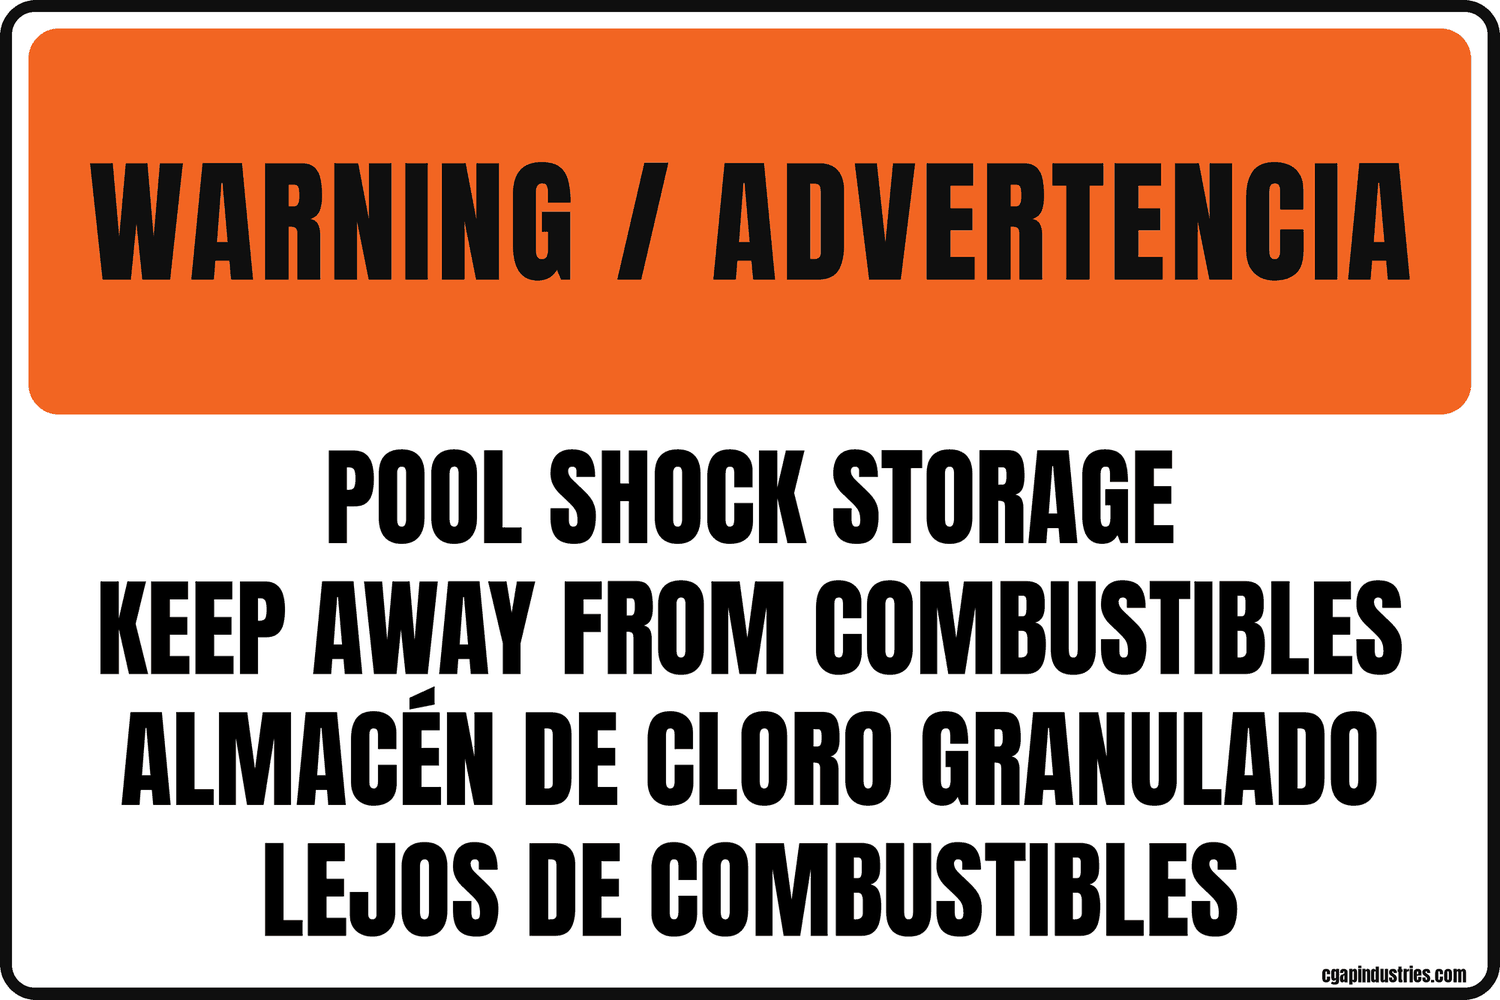 WARNING / ADVERTENCIA
POOL SHOCK STORAGE
KEEP AWAY FROM COMBUSTIBLES
ALMACÉN DE CLORO GRANULADO
LEJOS DE COMBUSTIBLES
cgapindustries.com